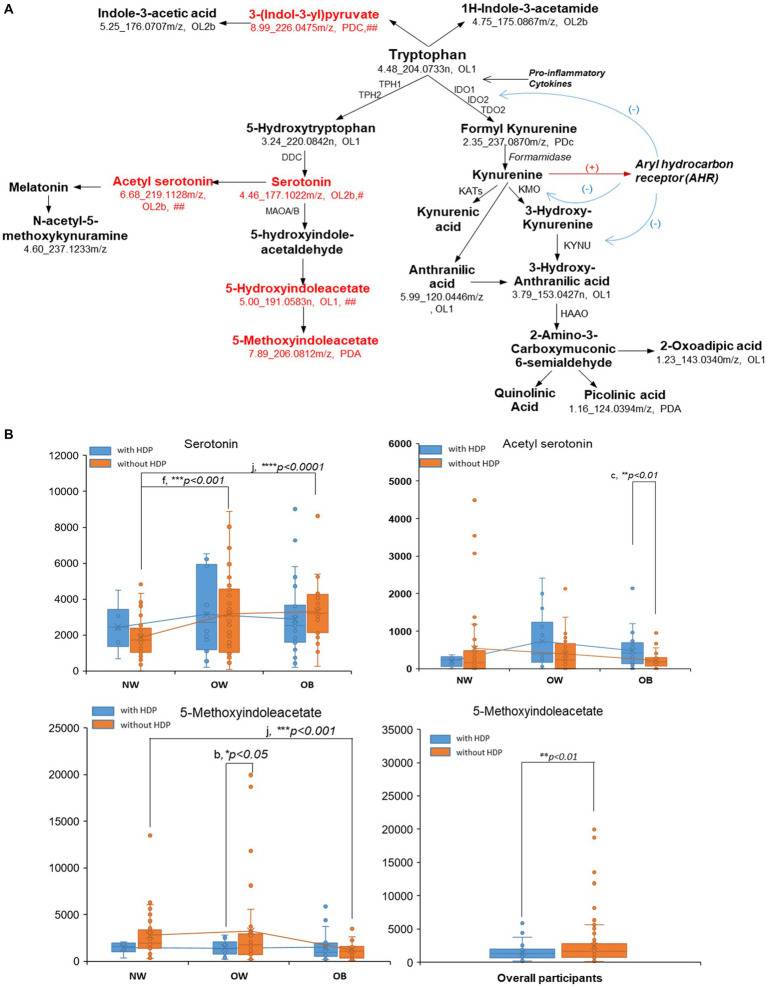 A
Indole-3-acetic acid
5.25_176.0707m/z, OL2b
3-(Indol-3-yl)pyruvate
8.99_226.0475m/z, PDC,##
1H-Indole-3-acetamide
4.75_175.0867m/z, OL2b
Tryptophan
4.48_204.0733n, OL1
TPH1
TPH2
IDO1
IDO2
TDO2
Pro-inflammatory
Cytokines
(-)
5-Hydroxytryptophan
3.24_220.0842n, OL1
Formyl Kynurenine
2.35_237.0870m/z, PDc
DDC
Formamidase
Melatonin
Acetyl serotonin
6.68_219.1128m/z,
OL2b, ##
Serotonin
4.46_177.1022m/z, OL2b,#
Kynurenine
(+)
Aryl hydrocarbon
receptor (AHR)
KATs
KMO
(-)
MAOA/B
N-acetyl-5-
methoxykynuramine
4.60_237.1233m/z
5-hydroxyindole-
acetaldehyde
Kynurenic
acid
3-Hydroxy-
Kynurenine
(-)
KYNU
Anthranilic
acid
5.99_120.0446m/z
, OL1
3-Hydroxy-
Anthranilic acid
3.79_153.0427n, OL1
5-Hydroxyindoleacetate
5.00_191.0583n, OL1, ##
HAAO
5-Methoxyindoleacetate
7.89_206.0812m/z, PDA
2-Amino-3-
Carboxymuconic
6-semialdehyde
2-Oxoadipic acid
1.23_143.0340m/z, OL1
Quinolinic
Acid
Picolinic acid
1.16_124.0394m/z, PDA
B
Serotonin
with HDP
without HDP
j, ****p<0.0001
f, ***p<0.001
12000
10000
8000
6000
4000
2000
0
NW
OW
OB
Acetyl serotonin
with HDP
without HDP
c, **p<0.01
6000
5000
4000
3000
2000
1000
0
NW
OW
OB
5-Methoxyindoleacetate
with HDP
without HDP
j, ***p<0.001
b, *p<0.05
25000
20000
15000
10000
5000
0
NW
OW
OB
5-Methoxyindoleacetate
with HDP
without HDP
**p<0.01
35000
30000
25000
20000
15000
10000
5000
0
Overall participants